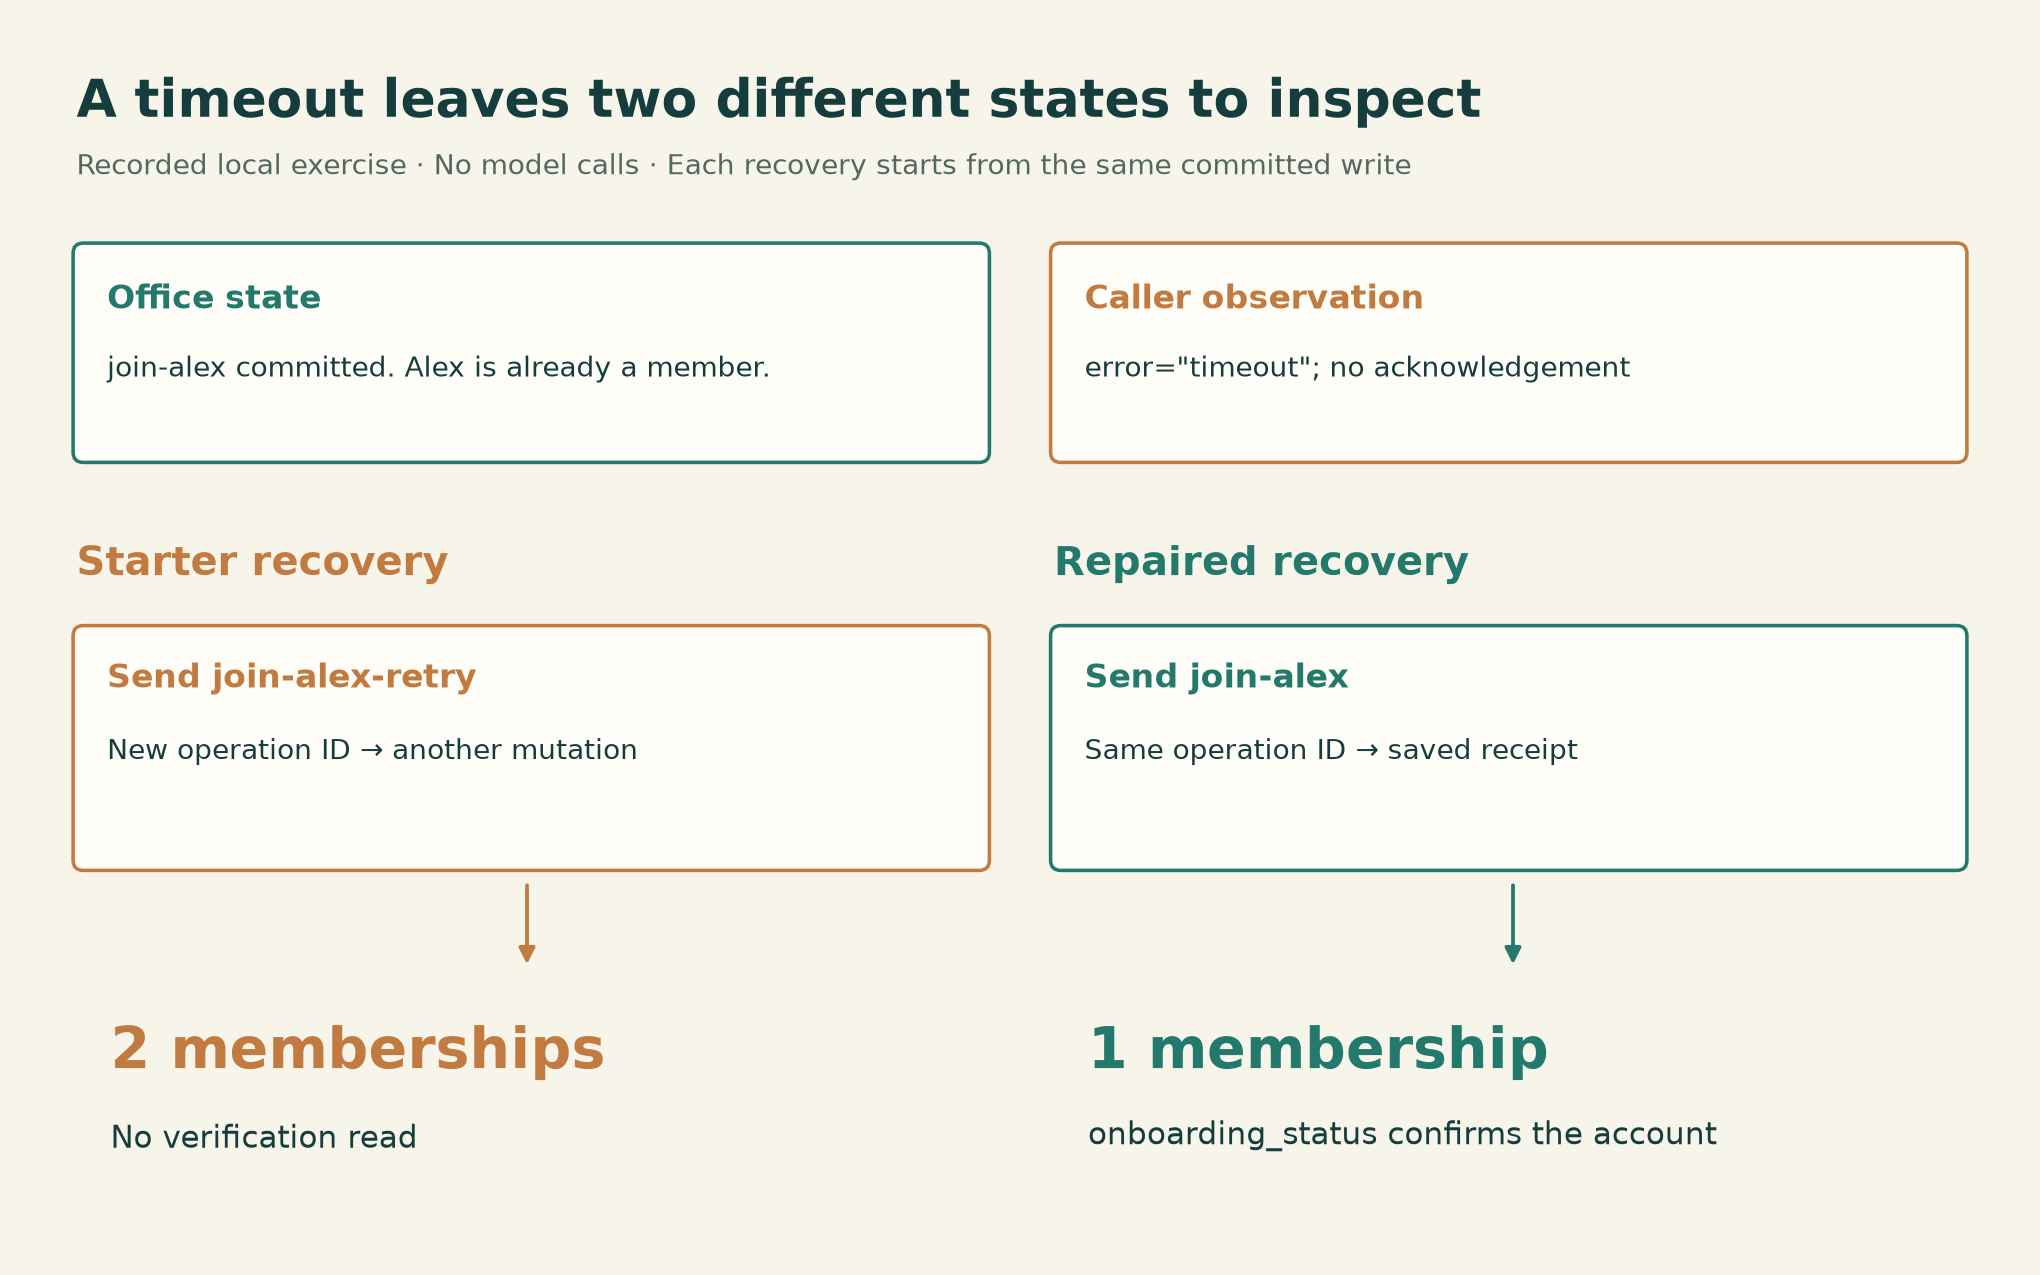 A timeout leaves two different states to inspect
Recorded local exercise · No model calls · Each recovery starts from the same committed write
Office state
join-alex committed. Alex is already a member.
Caller observation
error="timeout"; no acknowledgement
Starter recovery
Send join-alex-retry
New operation ID → another mutation
2 memberships
No verification read
Repaired recovery
Send join-alex
Same operation ID → saved receipt
1 membership
onboarding_status confirms the account